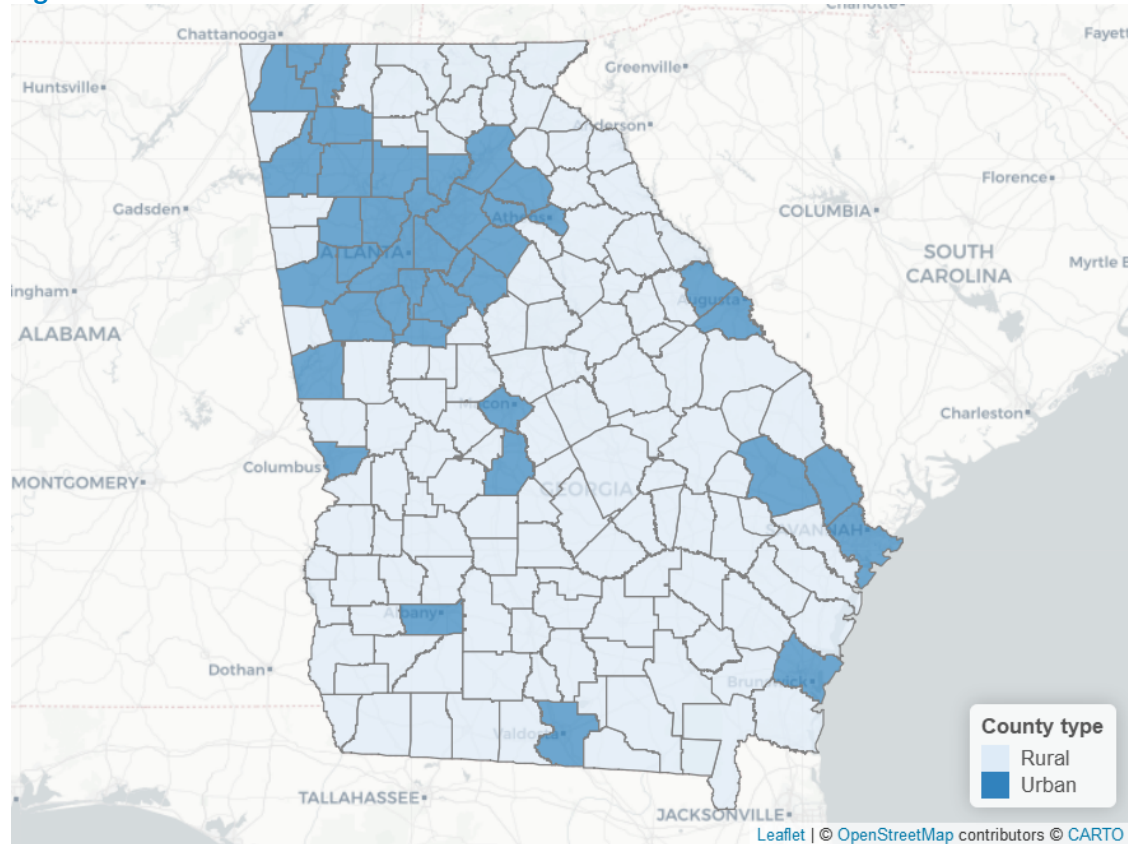 Charlotte
Chattanooga
Fayett
Greenville
Huntsville
Anderson
Florence
Gadsden
COLUMBIA
Athens
ATLANTA
SOUTH
CAROLINA
Myrtle B
ingham
Augusta
ALABAMA
Macon
Charleston
Columbus
MONTGOMERY
GEORGIA
SAVANNAH
Albany
Dothan
Brunswick
Valdosta
County type
Rural
Urban
TALLAHASSEE
JACKSONVILLE
Leaflet | © OpenStreetMap contributors © CARTO